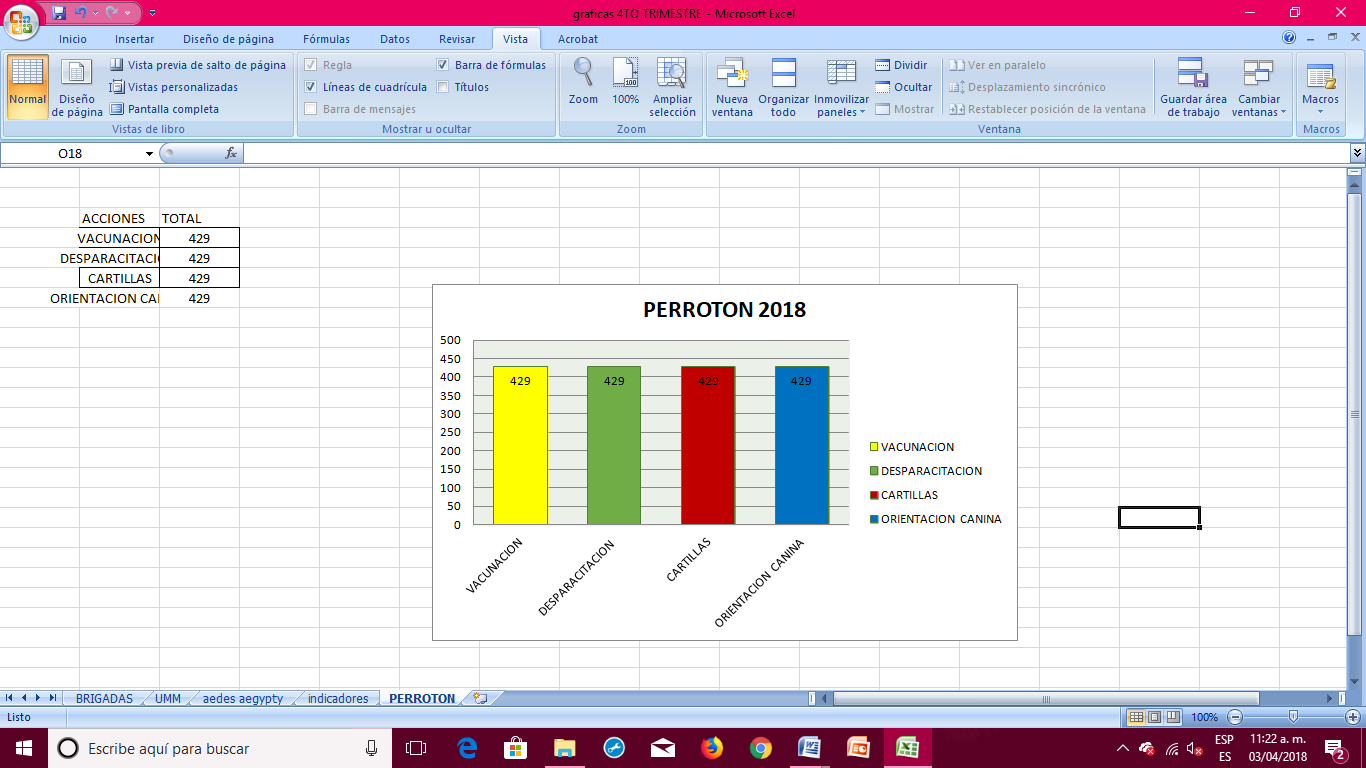 graficas 4TO TRIMESTRE - Microsoft Excel
Inicio Insertar Diseño de página Fórmulas Datos Revisar Vista Acrobat
Normal
Diseño de página
Vista previa de salto de página
Vistas personalizadas
Pantalla completa
Vistas de libro
Regla
Líneas de cuadrícula
Barra de mensajes
Barra de fórmulas
Títulos
Mostrar u ocultar
Zoom
100%
Ampliar selección
Zoom
Nueva ventana
Organizar todo
Inmovilizar paneles
Dividir
Ocultar
Mostrar
Ver en paralelo
Desplazamiento sincrónico
Restablecer posición de la ventana
Ventana
Guardar área de trabajo
Cambiar ventanas
Macros
Macros
O18
fx
ACCIONES TOTAL
VACUNACION 429
DESPARACITACI 429
CARTILLAS 429
ORIENTACION CAI 429
PERROTON 2018
500
450
400
350
300
250
200
150
100
50
0
429 429 429 429
VACUNACION
DESPARACITACION
CARTILLAS
ORIENTACION CANINA
VACUNACION
DESPARACITACION
CARTILLAS
ORIENTACION CANINA
BRIGADAS UMM aedes aegypty indicadores PERROTON
Listo
100%
Escribe aquí para buscar
ESP
ES
11:22 a. m.
03/04/2018
2